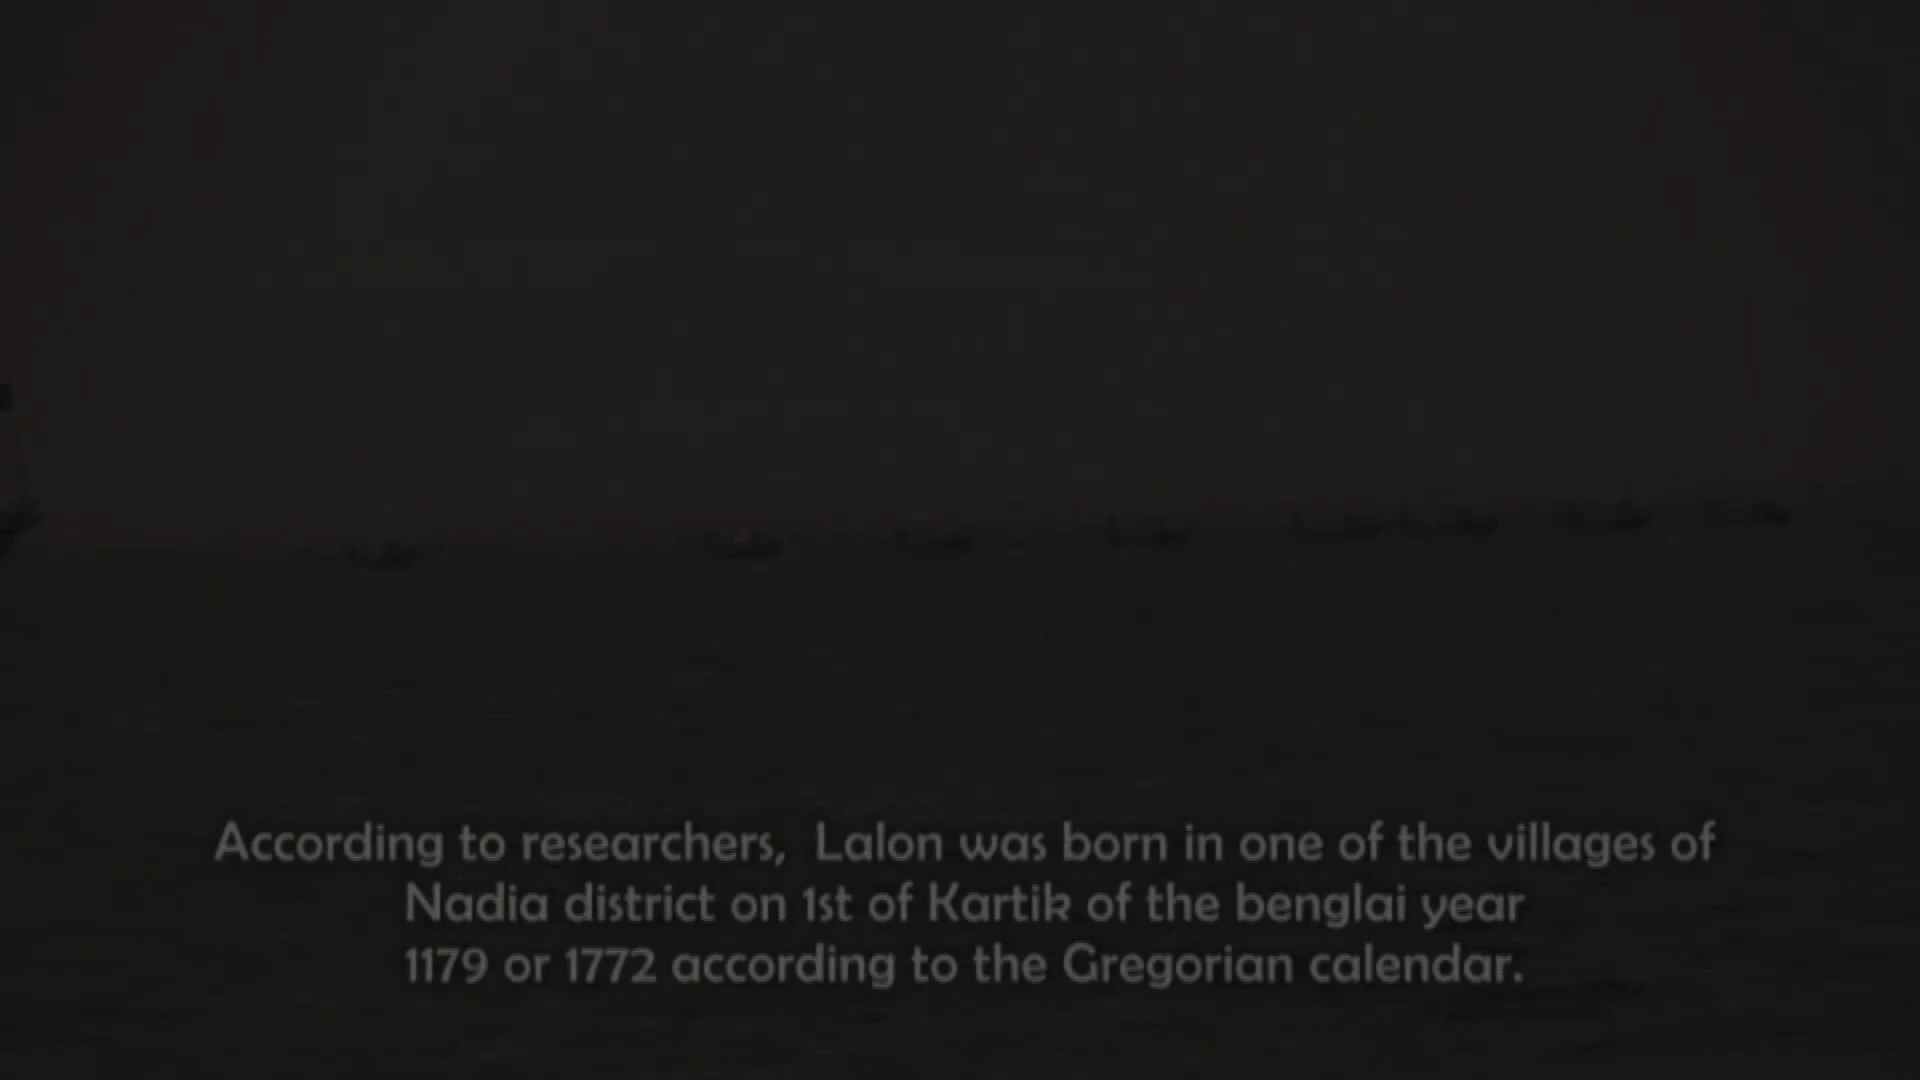 According to researchers,  Lalon was born in one of the villages of
Nadia district on 1st of Kartik of the benglai year
1179 or 1772 according to the Gregorian calendar.